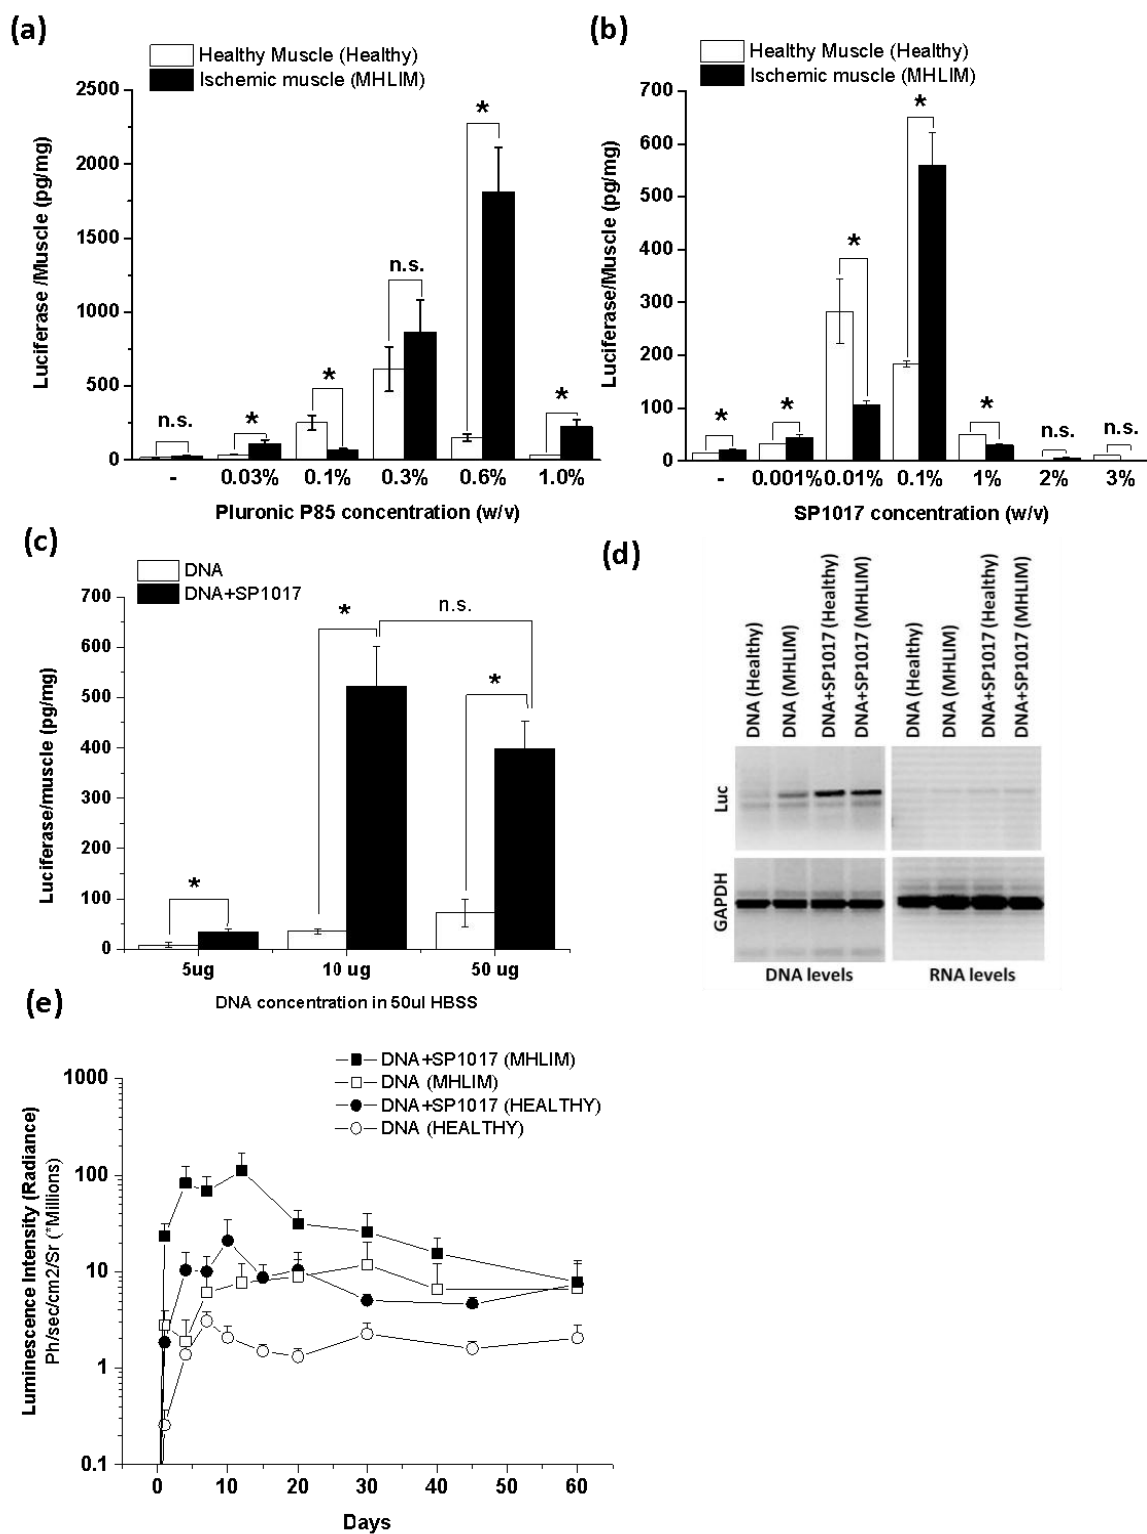 (a)
Healthy Muscle (Healthy)
Ischemic muscle (MHLIM)
Luciferase /Muscle (pg/mg)
2500
2000
1500
1000
500
0
n.s.
*
*
n.s.
*
*
- 0.03% 0.1% 0.3% 0.6% 1.0%
Pluronic P85 concentration (w/v)
(b)
Healthy Muscle (Healthy)
Ischemic muscle (MHLIM)
Luciferase/Muscle (pg/mg)
700
600
500
400
300
200
100
0
*
*
*
*
*
n.s.
n.s.
- 0.001% 0.01% 0.1% 1% 2% 3%
SP1017 concentration (w/v)
(c)
DNA
DNA+SP1017
Luciferase/muscle (pg/mg)
700
600
500
400
300
200
100
0
*
*
n.s.
*
5ug 10 ug 50 ug
DNA concentration in 50ul HBSS
(d)
DNA (Healthy)
DNA (MHLIM)
DNA+SP1017 (Healthy)
DNA+SP1017 (MHLIM)
DNA (Healthy)
DNA (MHLIM)
DNA+SP1017 (Healthy)
DNA+SP1017 (MHLIM)
Luc
GAPDH
DNA levels RNA levels
(e)
DNA+SP1017 (MHLIM)
DNA (MHLIM)
DNA+SP1017 (HEALTHY)
DNA (HEALTHY)
Luminescence Intensity (Radiance)
Ph/sec/cm2/Sr (*Millions)
1000
100
10
1
0.1
0 10 20 30 40 50 60
Days